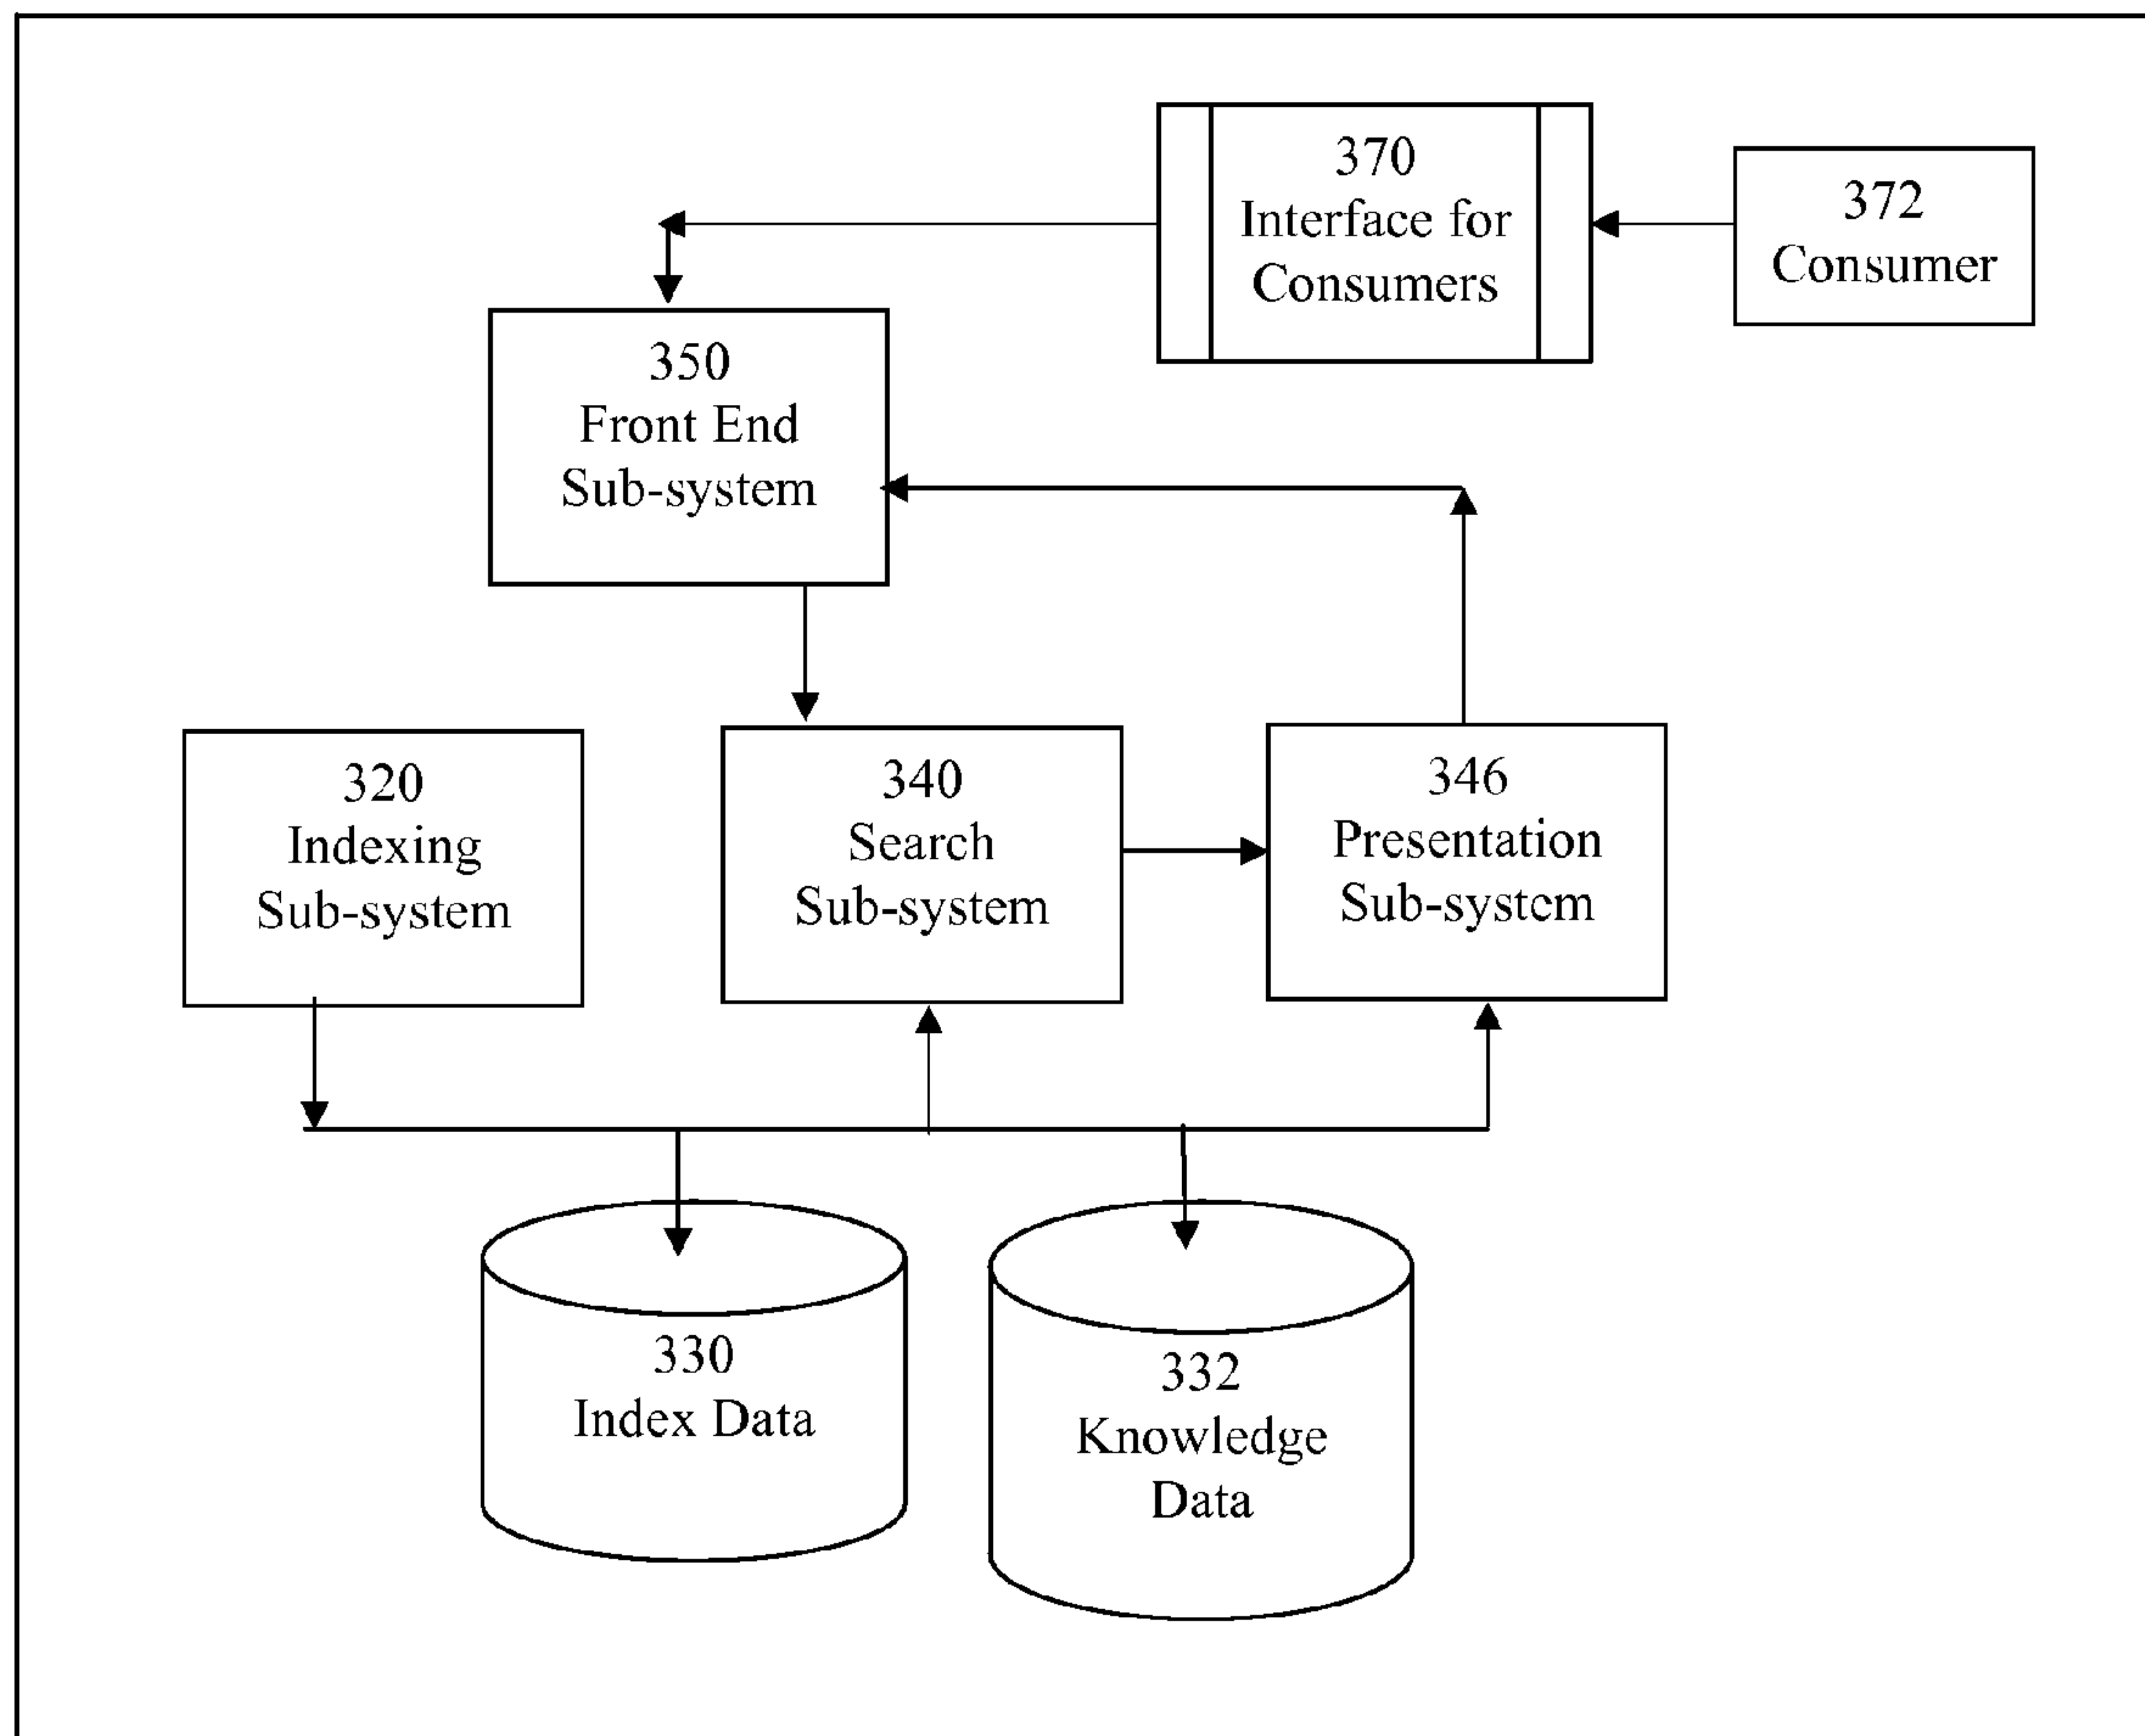 370
Interface for
Consumers
372
Consumer
350
Front End
Sub-system
320
Indexing
Sub-system
340
Search
Sub-system
346
Presentation
Sub-system
330
Index Data
332
Knowledge
Data